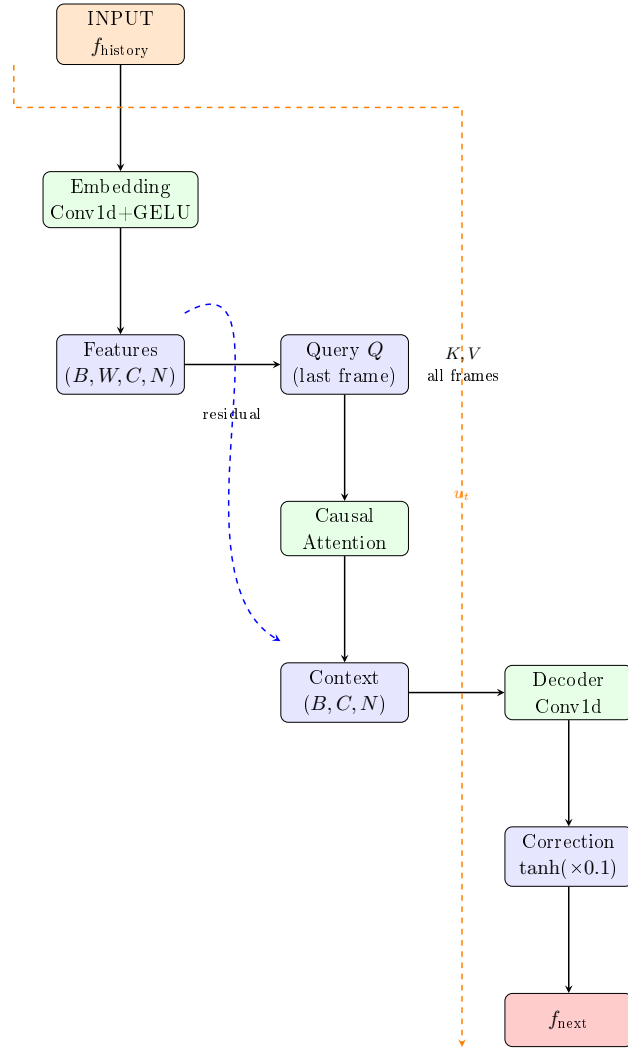 INPUT
f_history
Embedding
Conv1d+GELU
Features
(B, W, C, N)
Query Q
(last frame)
K, V
all frames
residual
u_t
Causal
Attention
Context
(B, C, N)
Decoder
Conv1d
Correction
tanh(×0.1)
f_next